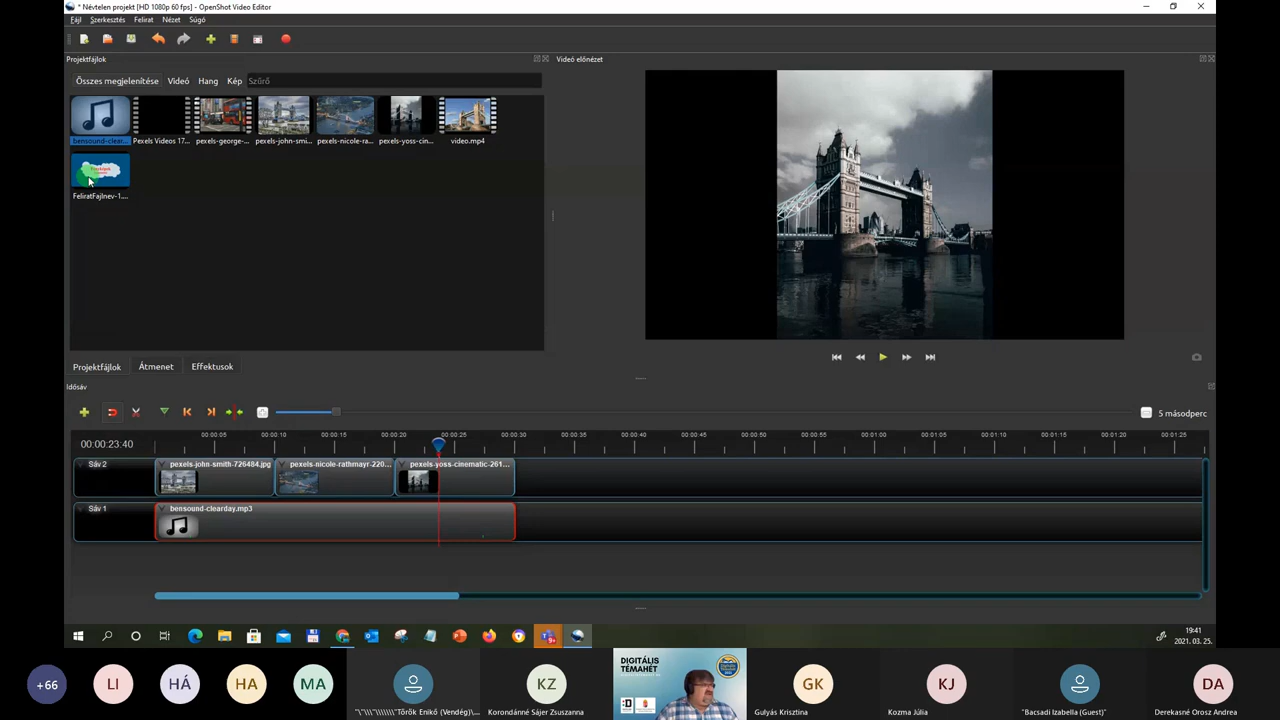 * Névtelen projekt [HD 1080p 60 fps] - OpenShot Video Editor
Fájl Szerkesztés Felirat Nézet Súgó
Projektfájlok
Videó előnézet
Összes megjelenítése Videó Hang Kép Szűrő
bensound-clear... Pexels Videos 17... pexels-george-... pexels-john-smi... pexels-nicole-ra... pexels-yoss-cin... video.mp4
FeliratFajlnev-1....
Projektfájlok Átmenet Effektusok
Idősáv
5 másodperc
00:00:23:40
00:00:05 00:00:10 00:00:15 00:00:20 00:00:25 00:00:30 00:00:35 00:00:40 00:00:45 00:00:50 00:00:55 00:01:00 00:01:05 00:01:10 00:01:15 00:01:20 00:01:25
Sáv 2
pexels-john-smith-726484.jpg
pexels-nicole-rathmayr-220...
pexels-yoss-cinematic-261...
Sáv 1
bensound-clearday.mp3
19:41
2021. 03. 25.
+66
LI
HÁ
HA
MA
"Török Enikő (Vendég)\...
KZ
Korondánné Sájer Zsuzsanna
DIGITÁLIS
TÉMAHÉT
GK
Gulyás Krisztina
KJ
Kozma Júlia
"Bacsadi Izabella (Guest)"
DA
Derekasné Orosz Andrea